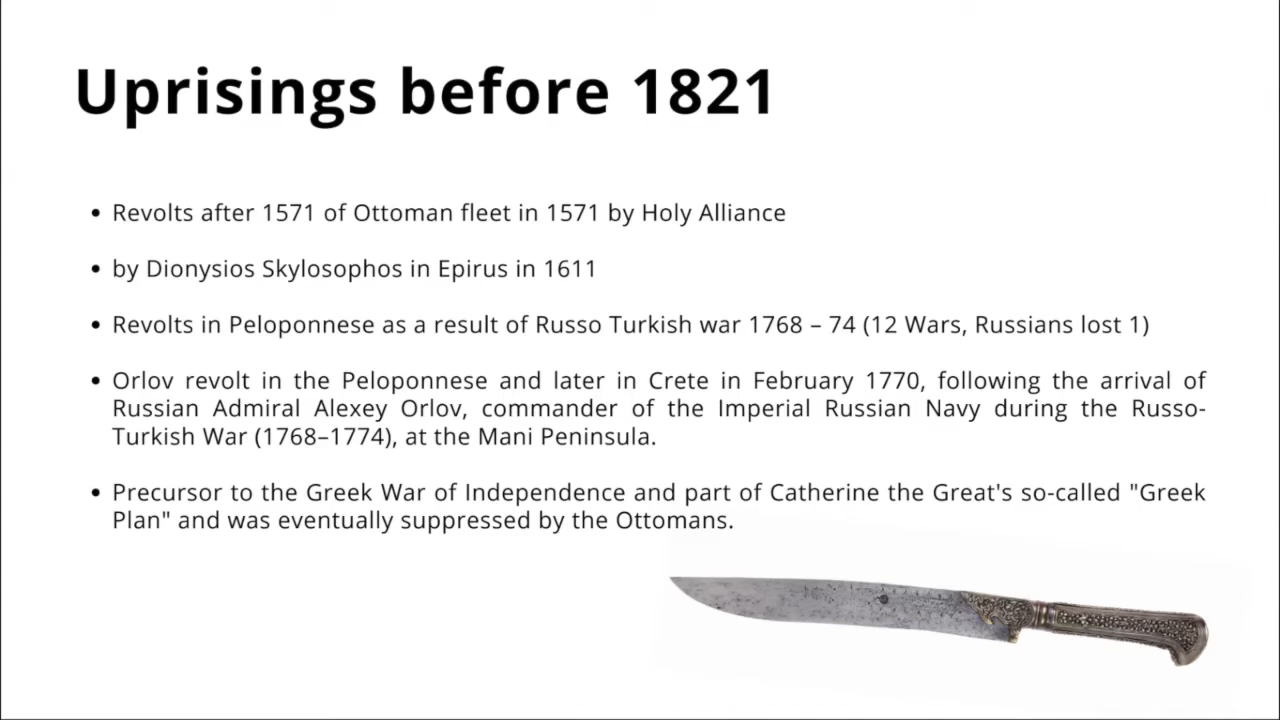 Uprisings before 1821
• Revolts after 1571 of Ottoman fleet in 1571 by Holy Alliance
• by Dionysios Skylosophos in Epirus in 1611
• Revolts in Peloponnese as a result of Russo Turkish war 1768 – 74 (12 Wars, Russians lost 1)
• Orlov revolt in the Peloponnese and later in Crete in February 1770, following the arrival of
Russian Admiral Alexey Orlov, commander of the Imperial Russian Navy during the Russo-
Turkish War (1768–1774), at the Mani Peninsula.
• Precursor to the Greek War of Independence and part of Catherine the Great's so-called "Greek
Plan" and was eventually suppressed by the Ottomans.